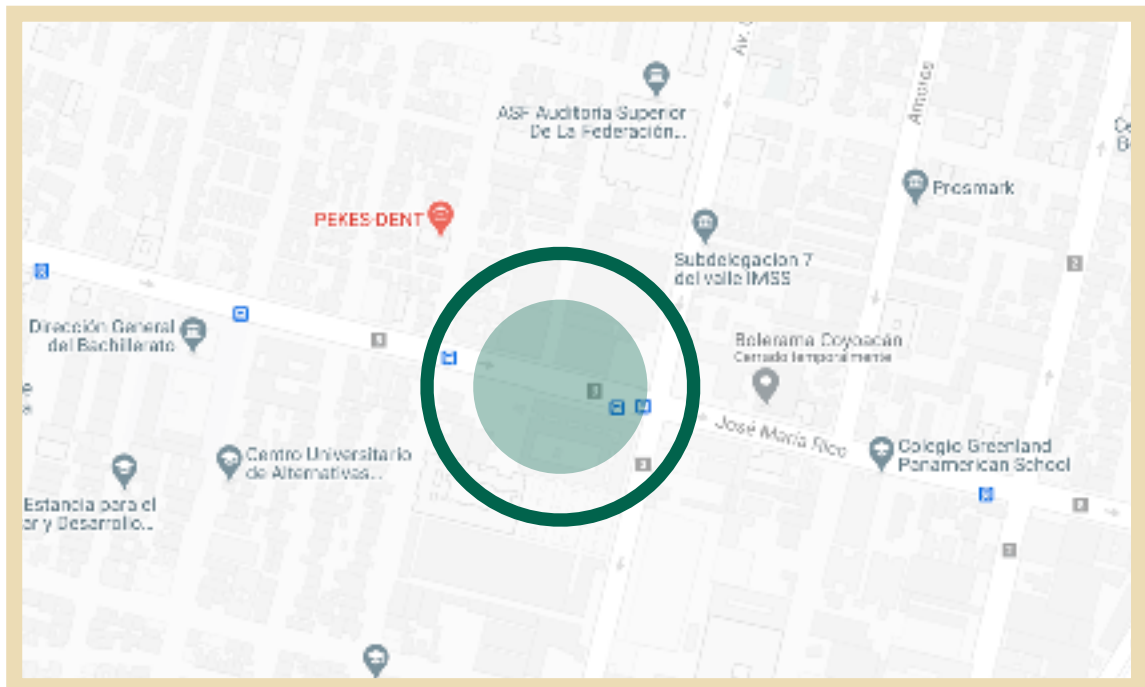 Av.
Amores
ASF Auditoría Superior
De La Federación...
Prosmark
PEKES-DENT
Subdelegacion 7
del valle IMSS
Dirección General
del Bachillerato
Bolerama Coyoacán
Cerrado temporalmente
José María Rico
Centro Universitario
de Alternativas...
Colegio Greenland
Panamerican School
Estancia para el
ar y Desarrollo...